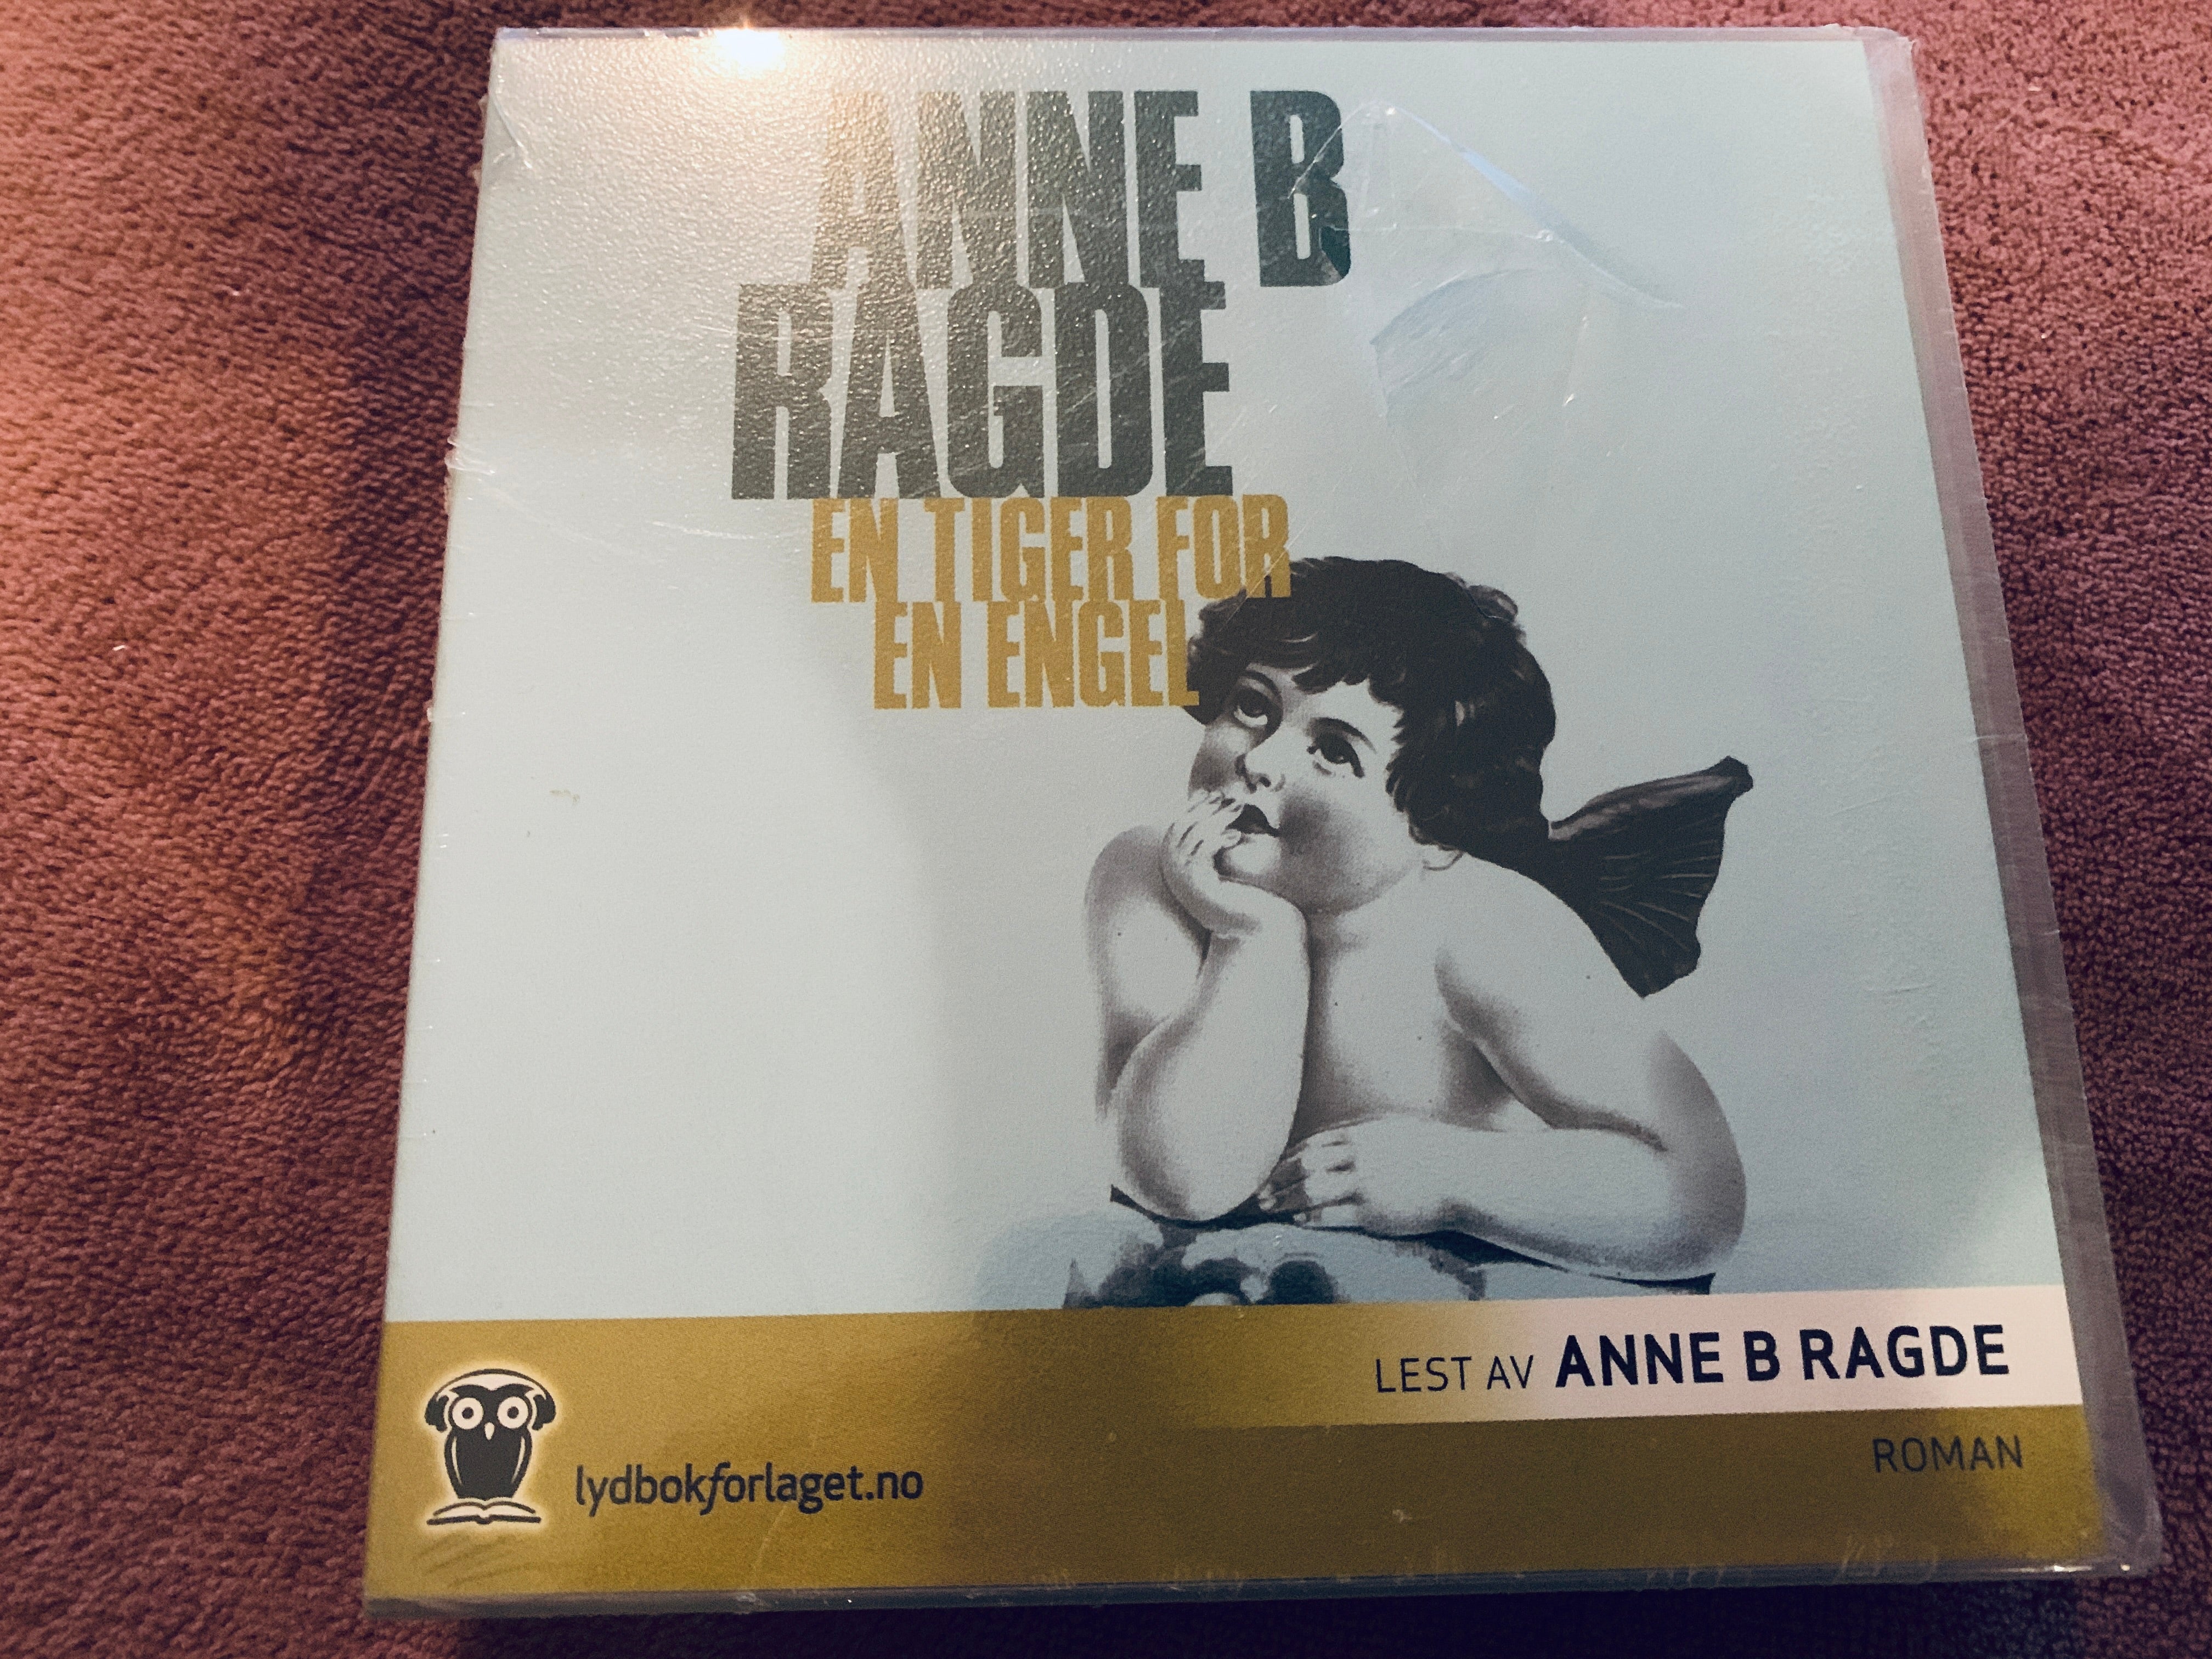 ANNE B
RAGDE
EN TIGER FOR
EN ENGEL
LEST AV ANNE B RAGDE
ROMAN
lydbokforlaget.no